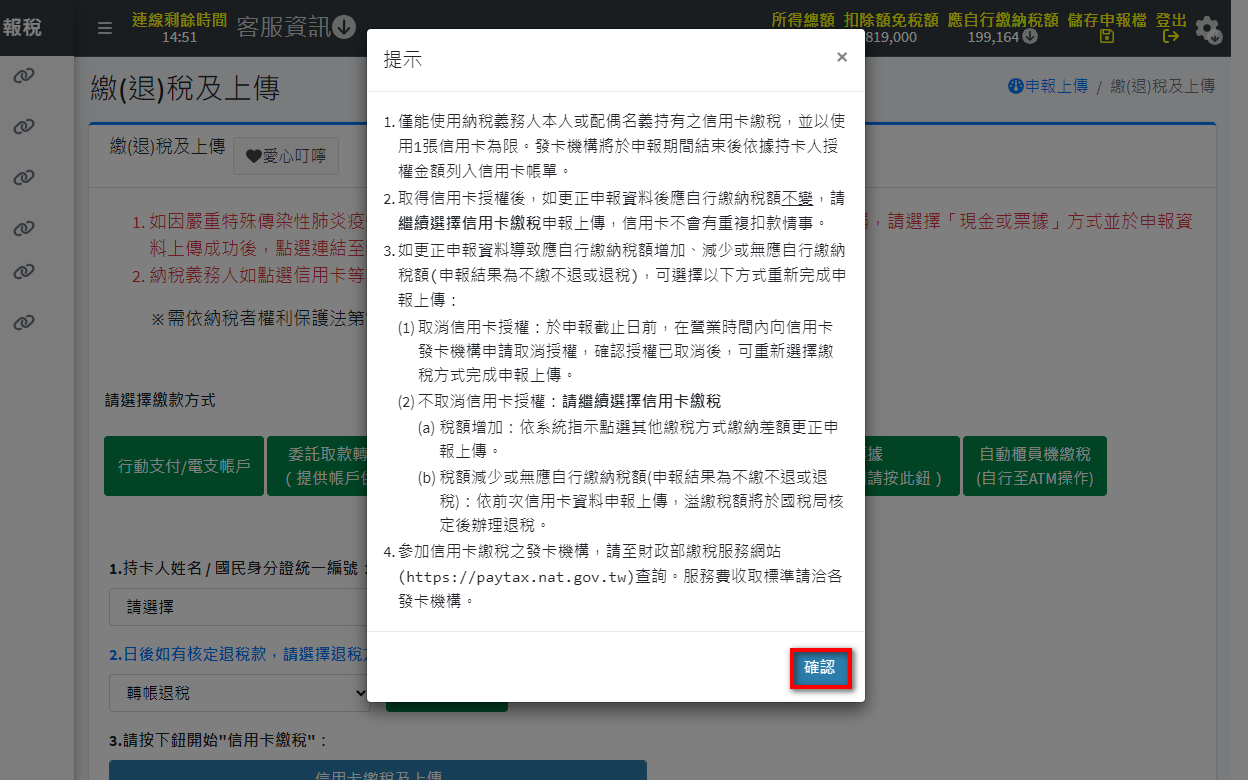 報稅
連線剩餘時間
14:51
客服資訊
所得總額 扣除額免稅額 應自行繳納稅額 儲存申報檔 登出
819,000 199,164
繳(退)稅及上傳
申報上傳 / 繳(退)稅及上傳
繳(退)稅及上傳
愛心叮嚀
1. 如因嚴重特殊傳染性肺炎疫
，請選擇「現金或票據」方式並於申報資
料上傳成功後，點選連結至
2. 納稅義務人如點選信用卡等
※需依納稅者權利保護法第
請選擇繳款方式
行動支付/電支帳戶
委託取款轉
(提供帳戶
據
請按此鈕)
自動櫃員機繳稅
(自行至ATM操作)
1.持卡人姓名 / 國民身分證統一編號：
請選擇
2.日後如有核定退稅款，請選擇退稅
轉帳退稅
3.請按下鈕開始"信用卡繳稅"：
信用卡繳稅及上傳
提示
×
1. 僅能使用納稅義務人本人或配偶名義持有之信用卡繳稅，並以使
用1張信用卡為限。發卡機構將於申報期間結束後依據持卡人授
權金額列入信用卡帳單。
2. 取得信用卡授權後，如更正申報資料後應自行繳納稅額不變，請
繼續選擇信用卡繳稅申報上傳，信用卡不會有重複扣款情事。
3. 如更正申報資料導致應自行繳納稅額增加、減少或無應自行繳納
稅額(申報結果為不繳不退或退稅)，可選擇以下方式重新完成申
報上傳：
(1) 取消信用卡授權：於申報截止日前，在營業時間內向信用卡
發卡機構申請取消授權，確認授權已取消後，可重新選擇繳
稅方式完成申報上傳。
(2) 不取消信用卡授權：請繼續選擇信用卡繳稅
(a) 稅額增加：依系統指示點選其他繳稅方式繳納差額更正申
報上傳。
(b) 稅額減少或無應自行繳納稅額(申報結果為不繳不退或退
稅)：依前次信用卡資料申報上傳，溢繳稅額將於國稅局核
定後辦理退稅。
4. 參加信用卡繳稅之發卡機構，請至財政部繳稅服務網站
(https://paytax.nat.gov.tw)查詢。服務費收取標準請洽各
發卡機構。
確認